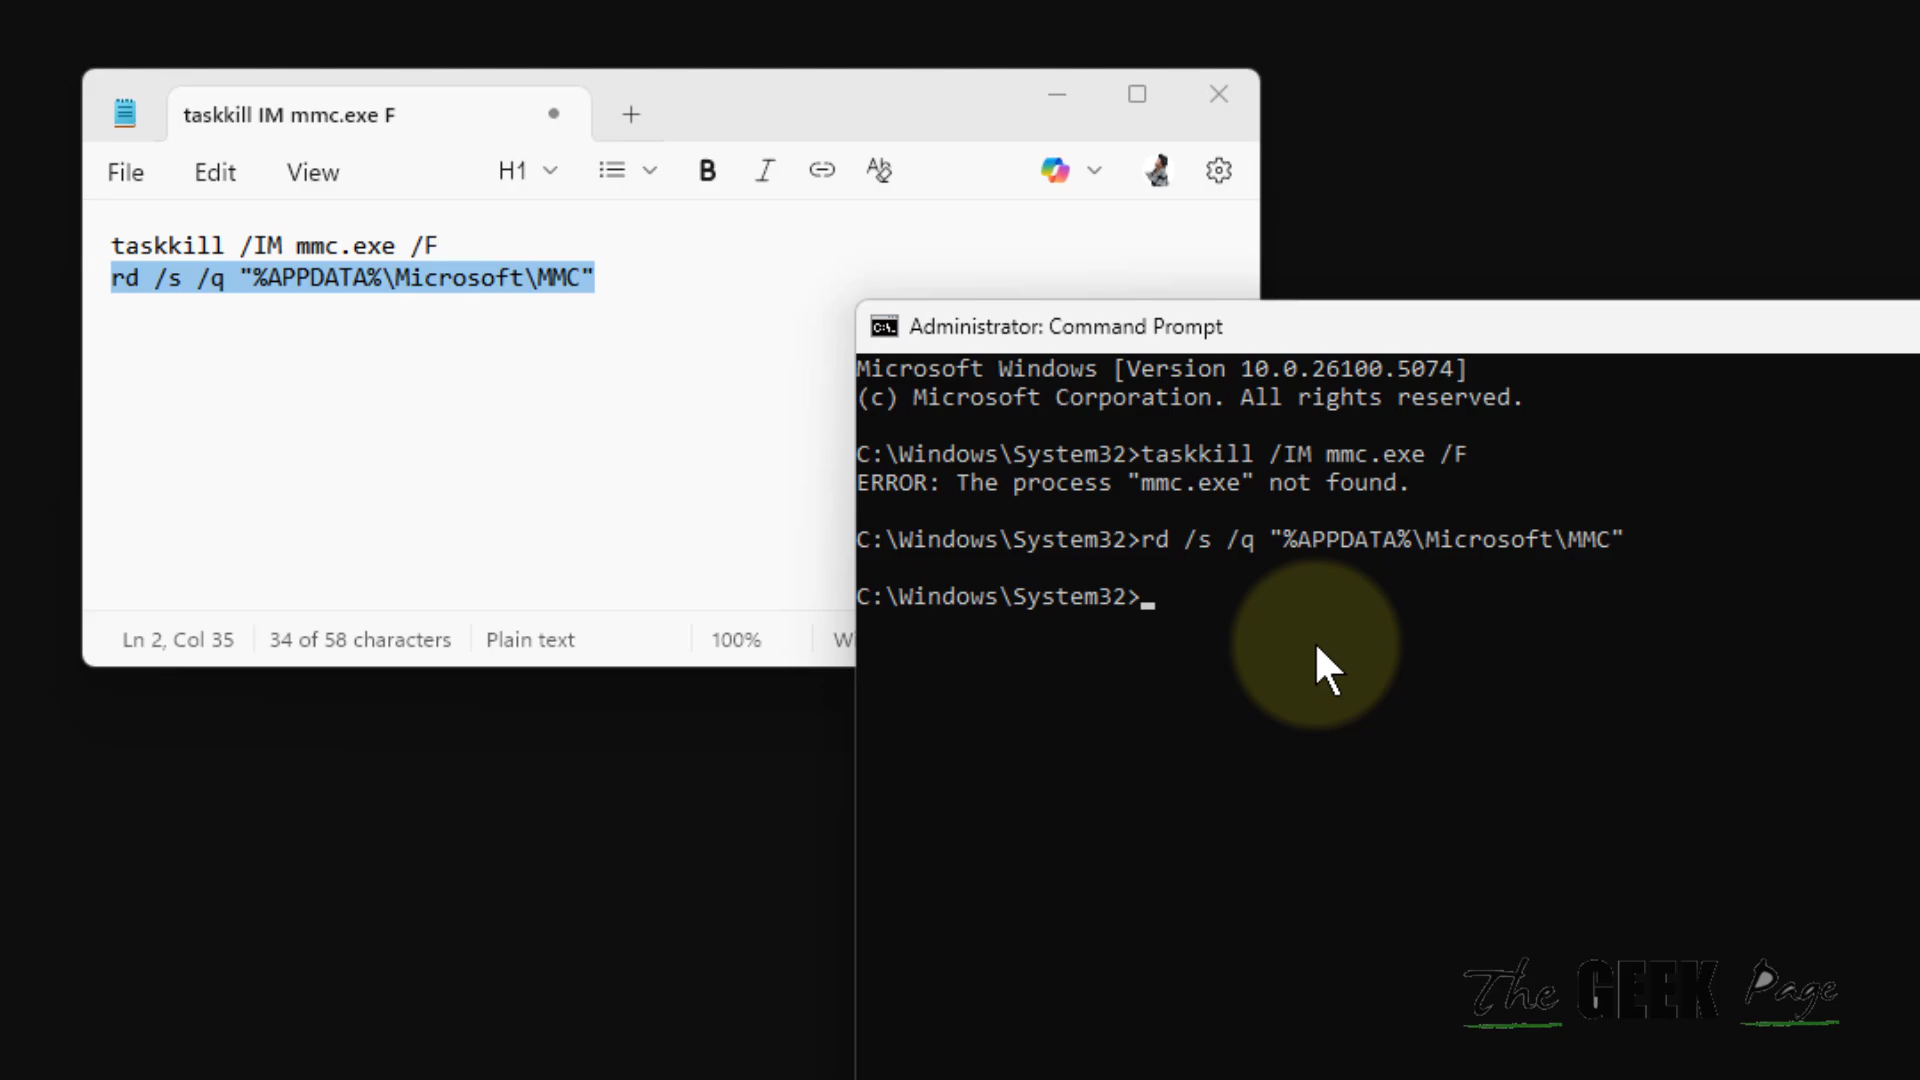 taskkill IM mmc.exe F
File Edit View H1
taskkill /IM mmc.exe /F
rd /s /q "%APPDATA%\Microsoft\MMC"
Ln 2, Col 35 34 of 58 characters Plain text 100%
Administrator: Command Prompt
Microsoft Windows [Version 10.0.26100.5074]
(c) Microsoft Corporation. All rights reserved.
C:\Windows\System32>taskkill /IM mmc.exe /F
ERROR: The process "mmc.exe" not found.
C:\Windows\System32>rd /s /q "%APPDATA%\Microsoft\MMC"
C:\Windows\System32>
The GEEK Page